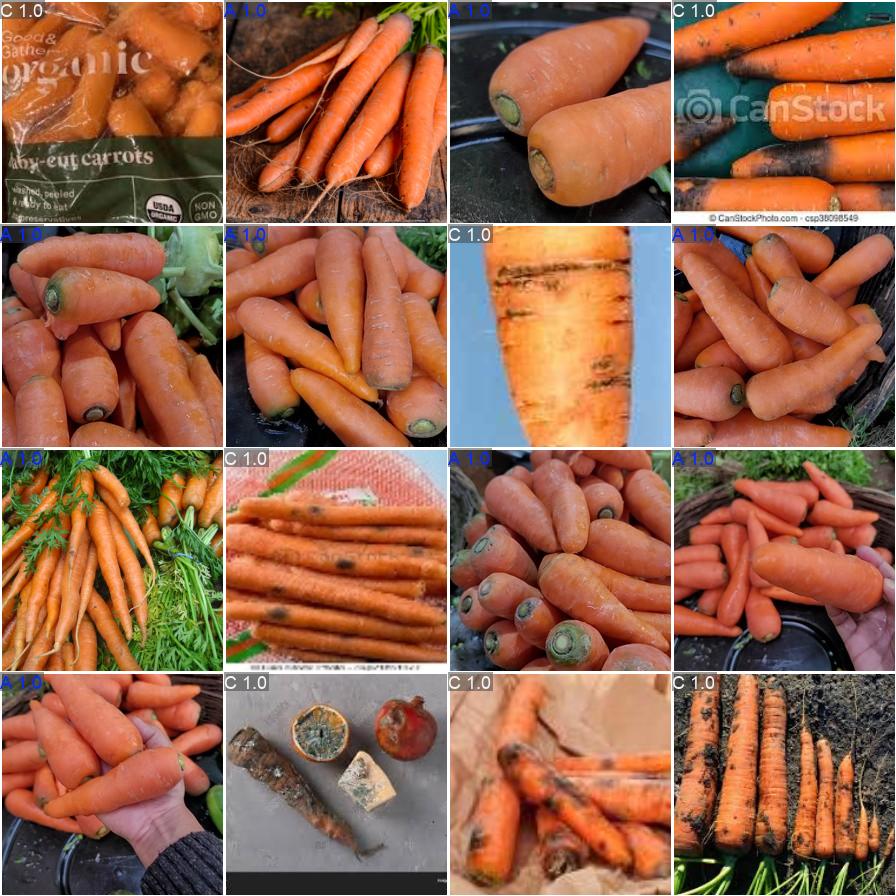 C 1.0
A 1.0
A 1.0
C 1.0
Good &
Gather
organic
baby-cut carrots
washed, peeled
& ready to eat
USDA
ORGANIC
NON
GMO
CanStock
© CanStockPhoto.com - csp38098549
A 1.0
A 1.0
C 1.0
A 1.0
A 1.0
C 1.0
A 1.0
A 1.0
A 1.0
C 1.0
C 1.0
C 1.0